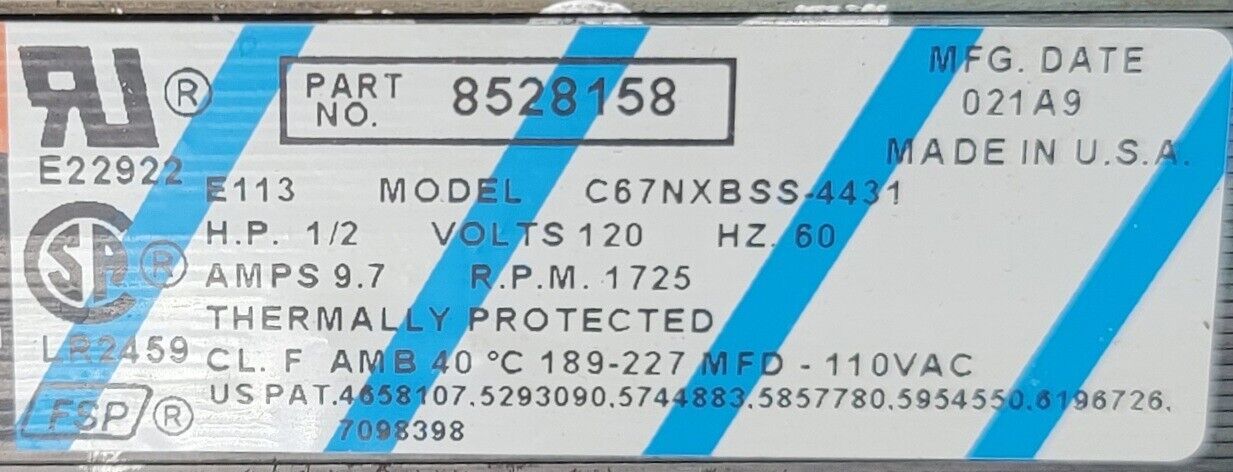 RU ®
E22922
PART NO. 8528158
MFG. DATE
021A9
MADE IN U.S.A.
E113 MODEL C67NXBSS-4431
H.P. 1/2 VOLTS 120 HZ. 60
SA ®
AMPS 9.7 R.P.M. 1725
THERMALLY PROTECTED
LR2459
CL. F AMB 40 °C 189-227 MFD - 110VAC
US PAT.4658107,5293090,5744883,5857780,5954550,6196726,
7098398
FSP ®